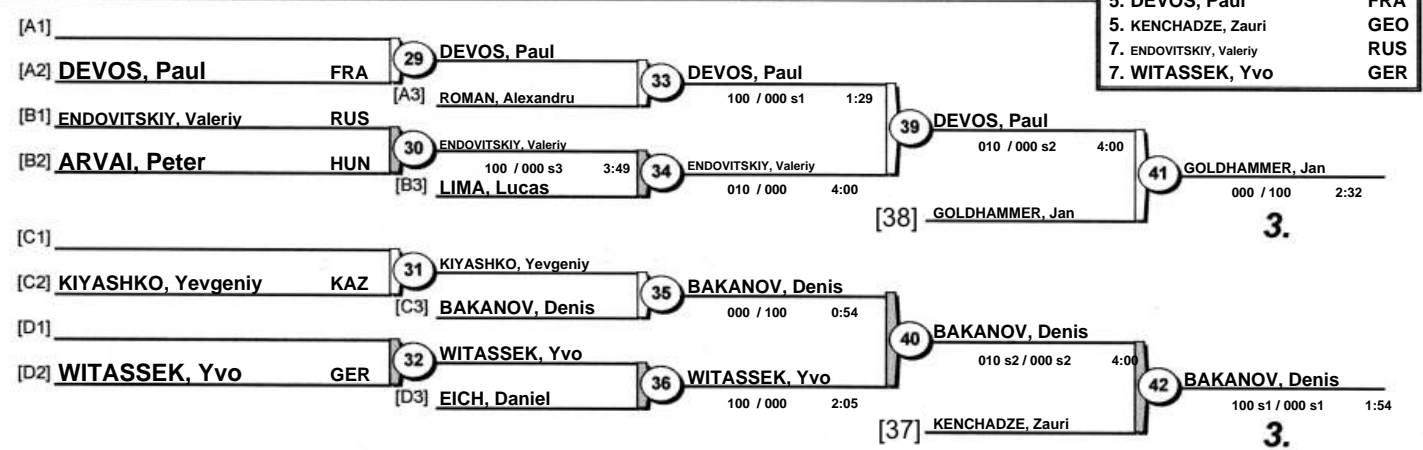 5. DEVOS, Paul FRA
5. KENCHADZE, Zauri GEO
7. ENDOVITSKIY, Valeriy RUS
7. WITASSEK, Yvo GER
[A1]
[A2] DEVOS, Paul FRA
29
DEVOS, Paul
[A3] ROMAN, Alexandru
33
DEVOS, Paul
100 / 000 s1 1:29
[B1] ENDOVITSKIY, Valeriy RUS
[B2] ARVAI, Peter HUN
30
ENDOVITSKIY, Valeriy
100 / 000 s3 3:49
[B3] LIMA, Lucas
34
ENDOVITSKIY, Valeriy
010 / 000 4:00
39
DEVOS, Paul
010 / 000 s2 4:00
[38] GOLDHAMMER, Jan
41
GOLDHAMMER, Jan
000 / 100 2:32
3.
[C1]
[C2] KIYASHKO, Yevgeniy KAZ
31
KIYASHKO, Yevgeniy
[C3] BAKANOV, Denis
35
BAKANOV, Denis
000 / 100 0:54
[D1]
[D2] WITASSEK, Yvo GER
32
WITASSEK, Yvo
[D3] EICH, Daniel
36
WITASSEK, Yvo
100 / 000 2:05
40
BAKANOV, Denis
010 s2 / 000 s2 4:00
[37] KENCHADZE, Zauri
42
BAKANOV, Denis
100 s1 / 000 s1 1:54
3.